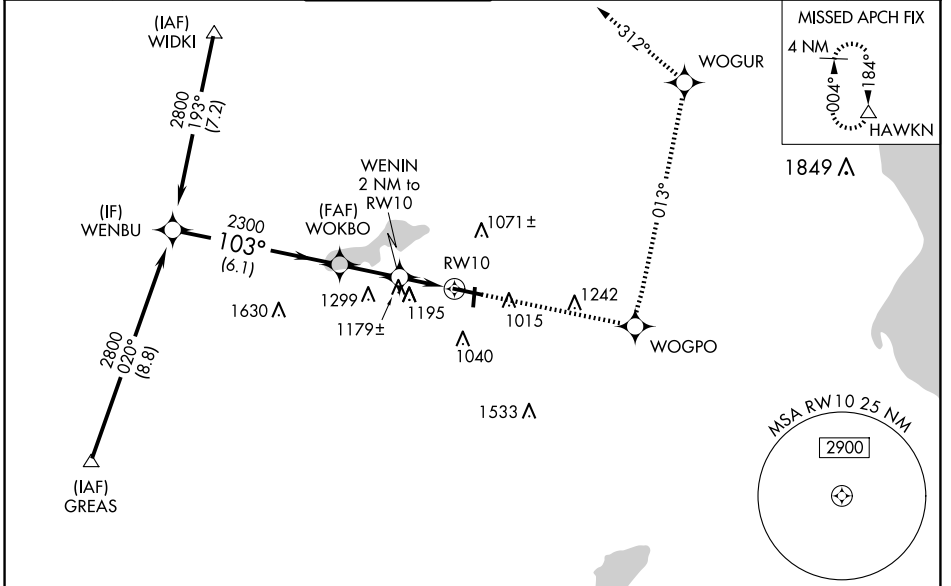 (IAF)
WIDKI
2800
193°
(7.2)
312°
WOGUR
MISSED APCH FIX
4 NM
004°
184°
HAWKN
1849
(IF)
WENBU
2300
103°
(6.1)
(FAF)
WOKBO
WENIN
2 NM to
RW10
1071±
RW10
013°
1630
1299
1179±
1195
1015
1242
1040
WOGPO
2800
020°
(8.8)
1533
(IAF)
GREAS
MSA RW10 25 NM
2900